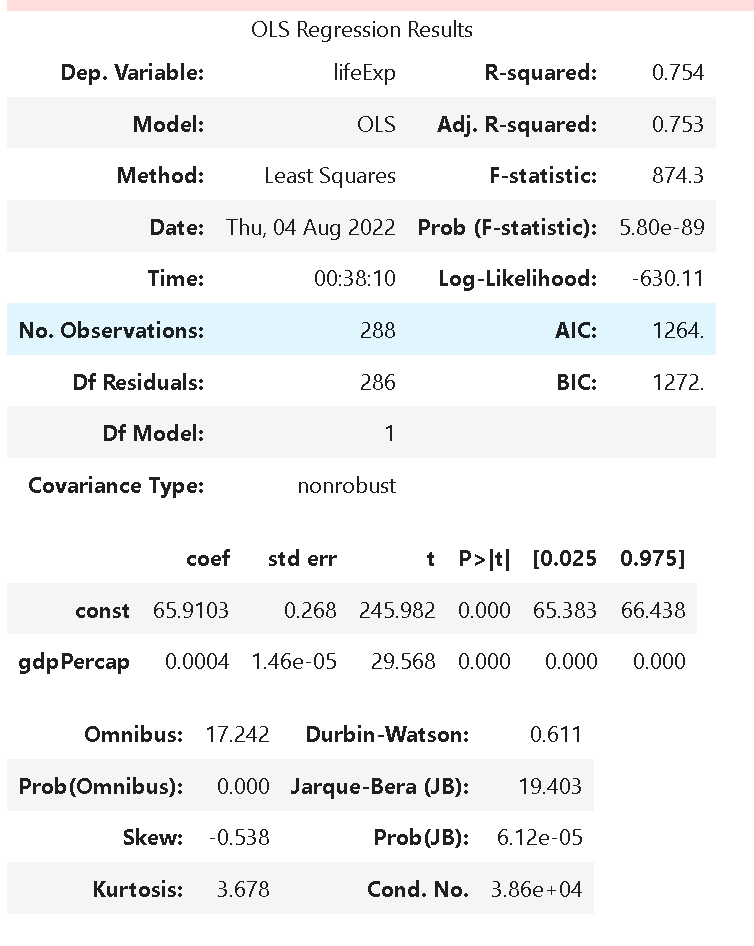 OLS Regression Results
Dep. Variable: lifeExp R-squared: 0.754
Model: OLS Adj. R-squared: 0.753
Method: Least Squares F-statistic: 874.3
Date: Thu, 04 Aug 2022 Prob (F-statistic): 5.80e-89
Time: 00:38:10 Log-Likelihood: -630.11
No. Observations: 288 AIC: 1264.
Df Residuals: 286 BIC: 1272.
Df Model: 1
Covariance Type: nonrobust
coef std err t P>|t| [0.025 0.975]
const 65.9103 0.268 245.982 0.000 65.383 66.438
gdpPercap 0.0004 1.46e-05 29.568 0.000 0.000 0.000
Omnibus: 17.242 Durbin-Watson: 0.611
Prob(Omnibus): 0.000 Jarque-Bera (JB): 19.403
Skew: -0.538 Prob(JB): 6.12e-05
Kurtosis: 3.678 Cond. No. 3.86e+04